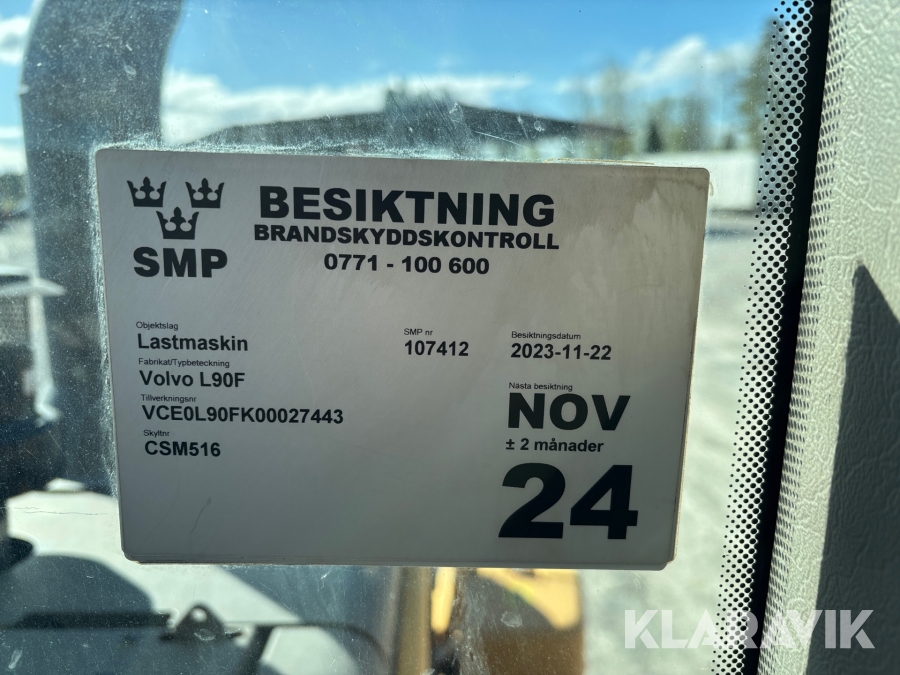 SMP
BESIKTNING
BRANDSKYDDSKONTROLL
0771 - 100 600
Objektslag
Lastmaskin
Fabrikat/Typbeteckning
Volvo L90F
Tillverkningsnr
VCE0L90FK00027443
Skyltnr
CSM516
SMP nr
107412
Besiktningsdatum
2023-11-22
Nästa besiktning
NOV
± 2 månader
24
KLARAVIK